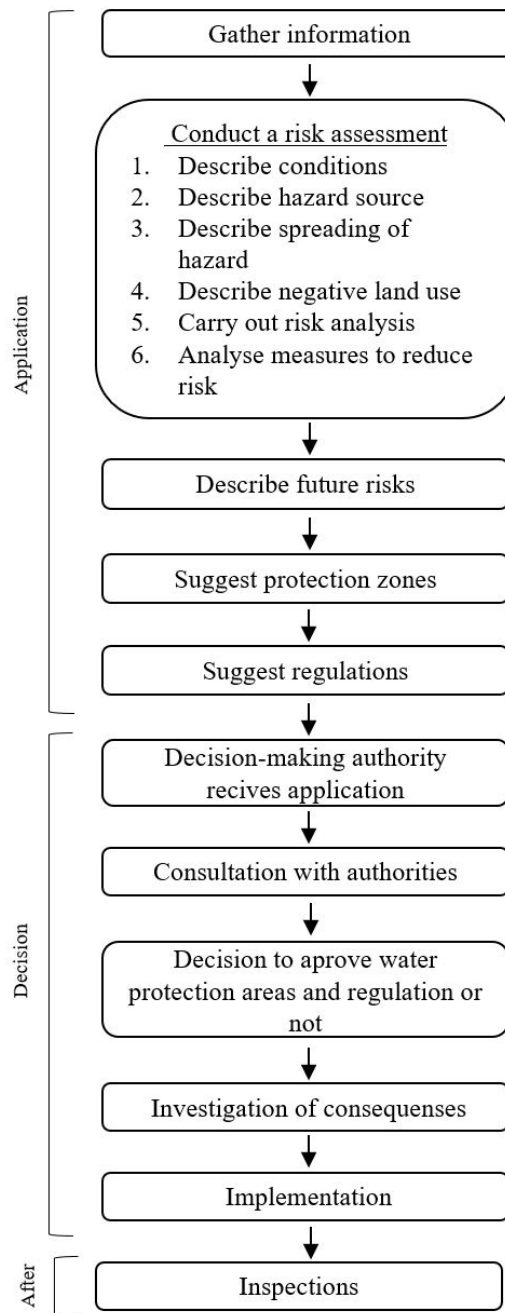 Gather information
Conduct a risk assessment
1. Describe conditions
2. Describe hazard source
3. Describe spreading of
hazard
4. Describe negative land use
5. Carry out risk analysis
6. Analyse measures to reduce
risk
Application
Describe future risks
Suggest protection zones
Suggest regulations
Decision-making authority
recives application
Consultation with authorities
Decision to aprove water
protection areas and regulation or
not
Decision
Investigation of consequenses
Implementation
After
Inspections